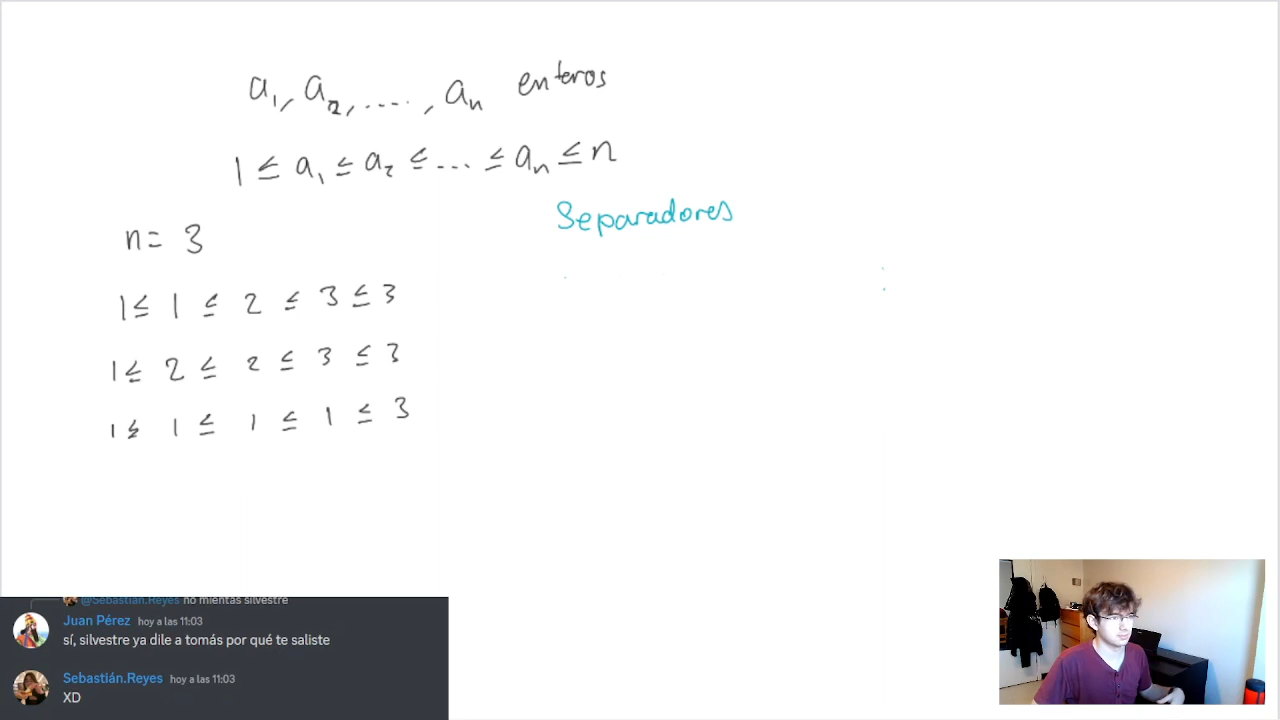 a₁, a₂, ...., aₙ enteros
1 ≤ a₁ ≤ a₂ ≤ ... ≤ aₙ ≤ n
Separadores
n = 3
1 ≤ 1 ≤ 2 ≤ 3 ≤ 3
1 ≤ 2 ≤ 2 ≤ 3 ≤ 3
1 ≤ 1 ≤ 1 ≤ 1 ≤ 3
@Sebastián.Reyes no mientas silvestre
Juan Pérez hoy a las 11:03
sí, silvestre ya dile a tomás por qué te saliste
Sebastián.Reyes hoy a las 11:03
XD